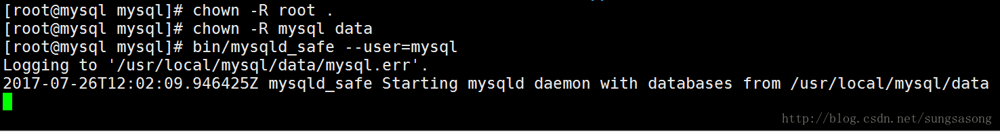 [root@mysql mysql]# chown -R root .
[root@mysql mysql]# chown -R mysql data
[root@mysql mysql]# bin/mysqld_safe --user=mysql
Logging to '/usr/local/mysql/data/mysql.err'.
2017-07-26T12:02:09.946425Z mysqld_safe Starting mysqld daemon with databases from /usr/local/mysql/data
http://blog.csdn.net/sungsasong